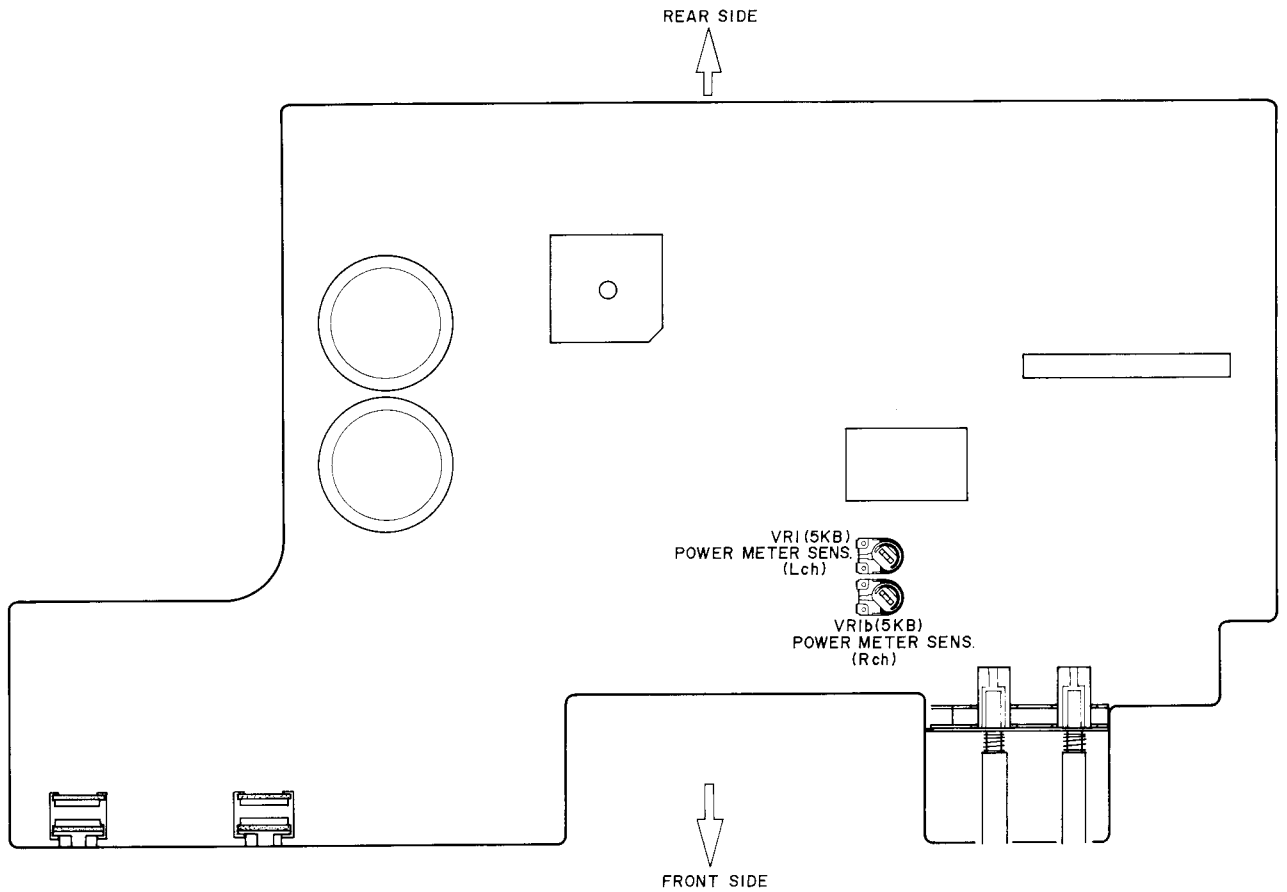 REAR SIDE
VR1(5KB)
POWER METER SENS.
(Lch)
VR1b(5KB)
POWER METER SENS.
(Rch)
FRONT SIDE